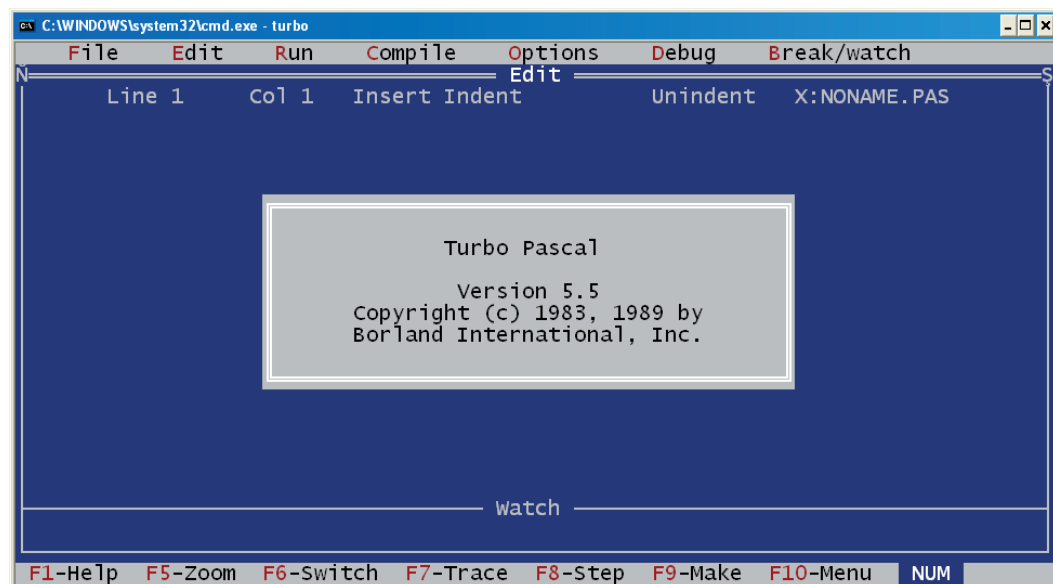 C:\WINDOWS\system32\cmd.exe - turbo
File Edit Run Compile Options Debug Break/watch
Ñ Edit Ş
Line 1 Col 1 Insert Indent Unindent X:NONAME.PAS
Turbo Pascal
Version 5.5
Copyright (c) 1983, 1989 by
Borland International, Inc.
Watch
F1-Help F5-Zoom F6-Switch F7-Trace F8-Step F9-Make F10-Menu NUM